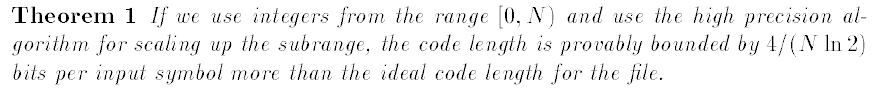 Theorem 1 If we use integers from the range [0, N) and use the high precision al-
gorithm for scaling up the subrange, the code length is provably bounded by 4/(N ln 2)
bits per input symbol more than the ideal code length for the file.